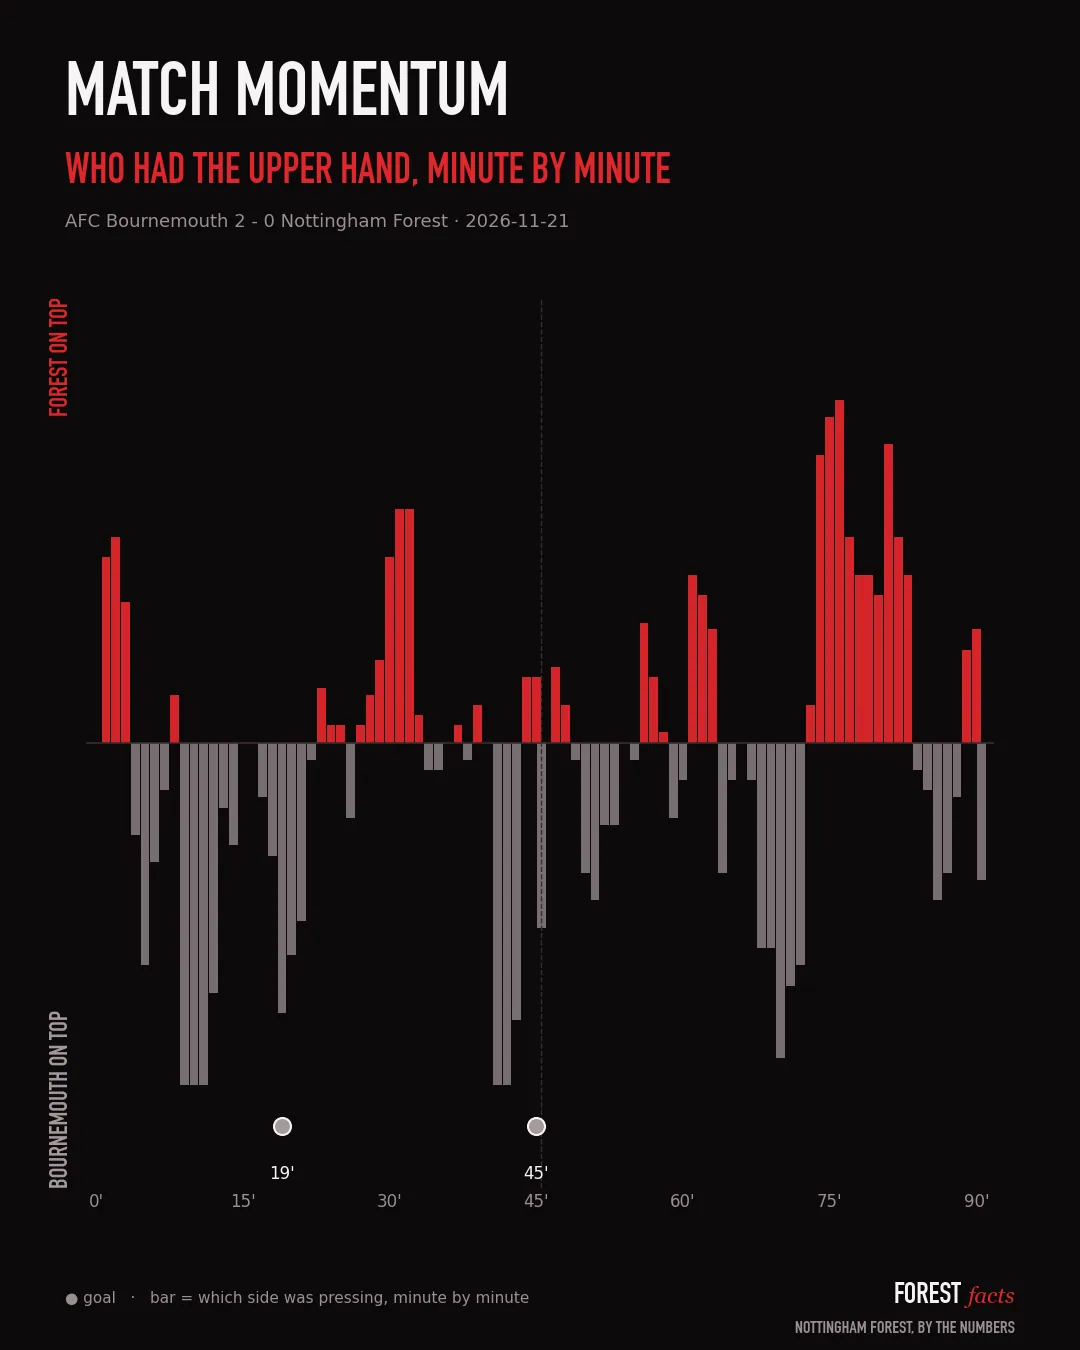 MATCH MOMENTUM
WHO HAD THE UPPER HAND, MINUTE BY MINUTE
AFC Bournemouth 2 - 0 Nottingham Forest · 2026-11-21
FOREST ON TOP
BOURNEMOUTH ON TOP
19' 45'
0' 15' 30' 45' 60' 75' 90'
● goal · bar = which side was pressing, minute by minute
FOREST facts
NOTTINGHAM FOREST, BY THE NUMBERS